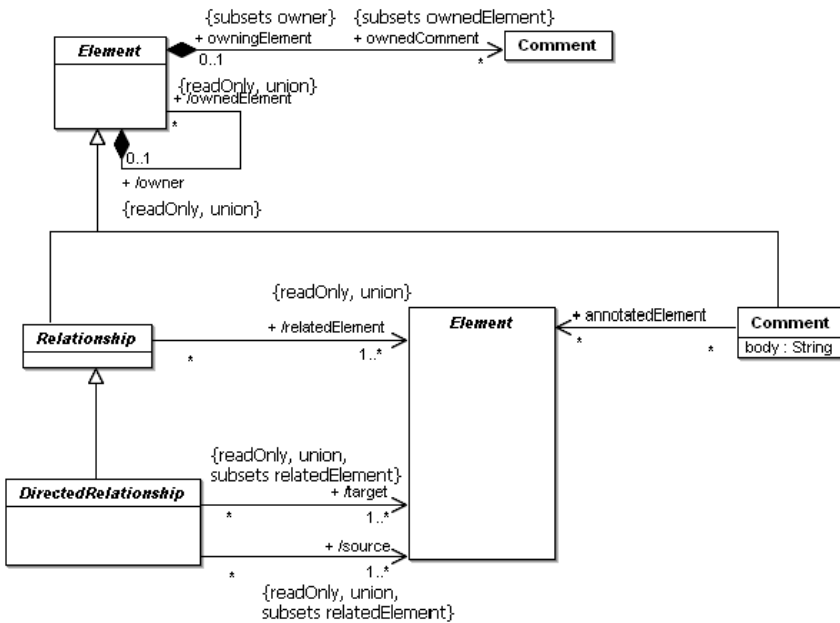 {subsets owner} {subsets ownedElement}
Element
+ owningElement
+ ownedComment
Comment
0..1
*
{readOnly, union}
+ /ownedElement
*
0..1
+ /owner
{readOnly, union}
{readOnly, union}
Relationship
+ /relatedElement
*
1..*
Element
+ annotatedElement
*
*
Comment
body : String
{readOnly, union,
subsets relatedElement}
DirectedRelationship
+ /target
*
1..*
+ /source
*
1..*
{readOnly, union,
subsets relatedElement}